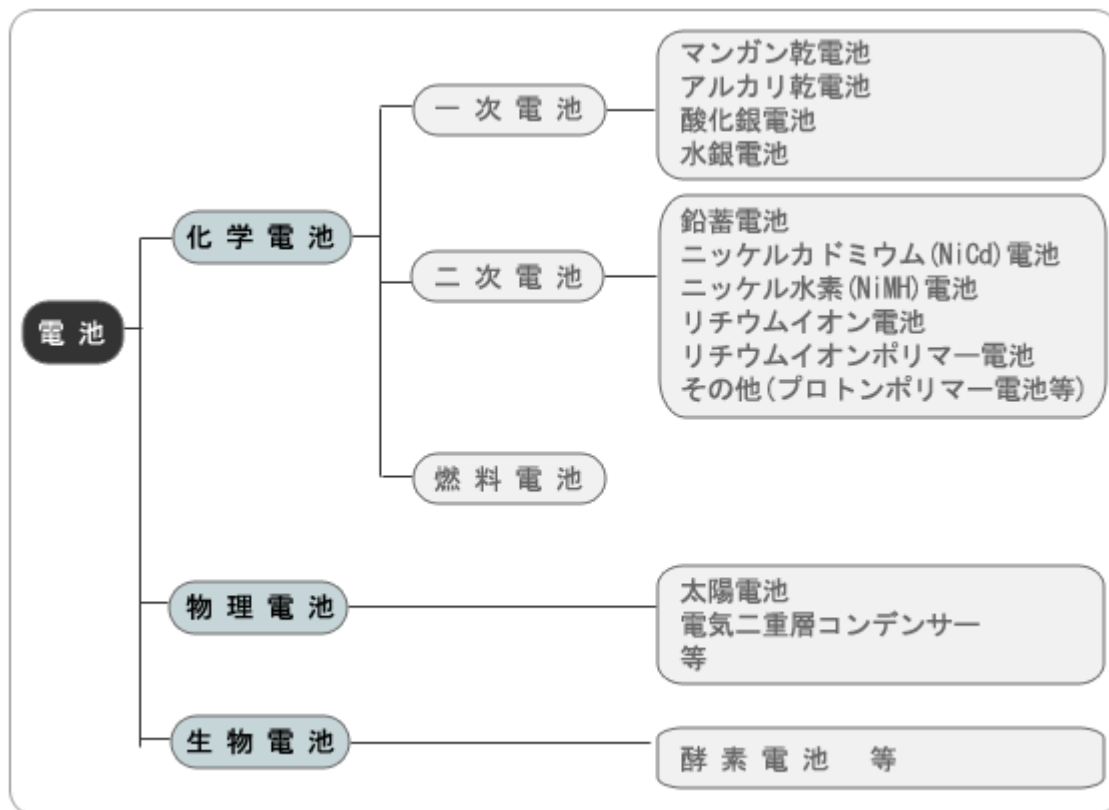 電池
化学電池
一次電池
マンガン乾電池
アルカリ乾電池
酸化銀電池
水銀電池
二次電池
鉛蓄電池
ニッケルカドミウム(NiCd)電池
ニッケル水素(NiMH)電池
リチウムイオン電池
リチウムイオンポリマー電池
その他(プロトンポリマー電池等)
燃料電池
物理電池
太陽電池
電気二重層コンデンサー
等
生物電池
酵素電池 等